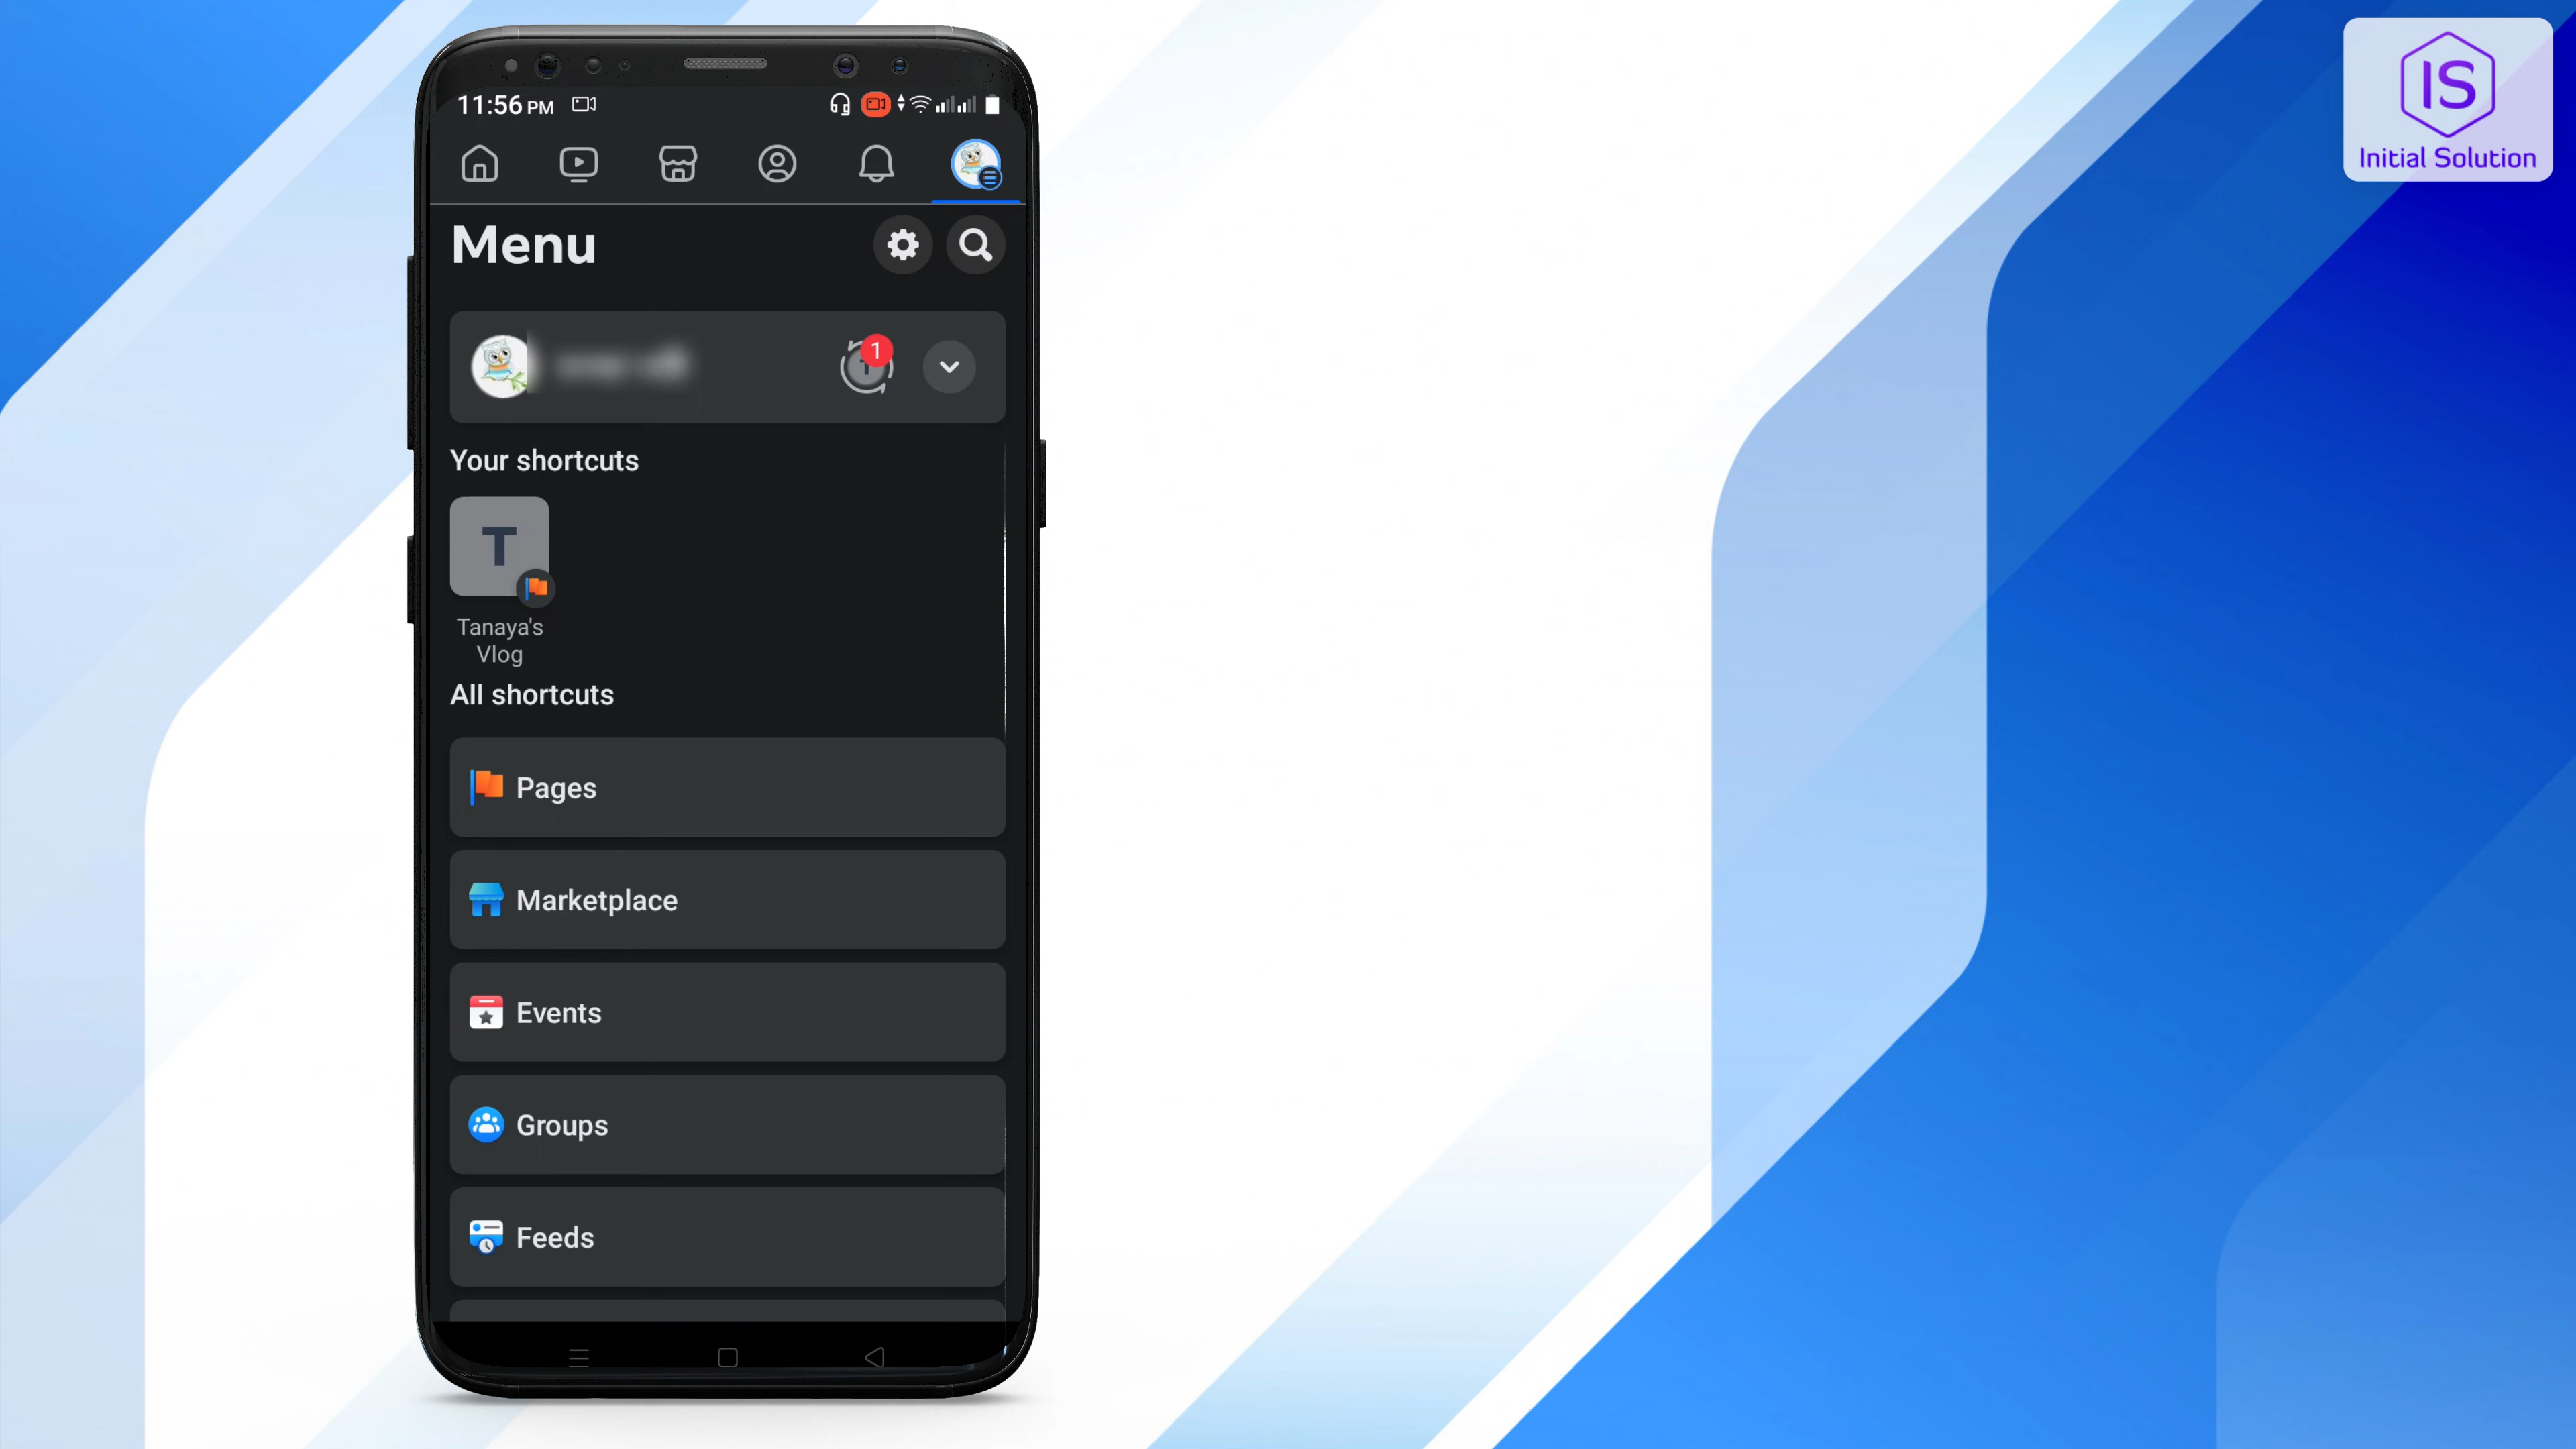 IS
Initial Solution
11:56 PM
Menu
1
Your shortcuts
T
Tanaya's
Vlog
All shortcuts
Pages
Marketplace
Events
Groups
Feeds